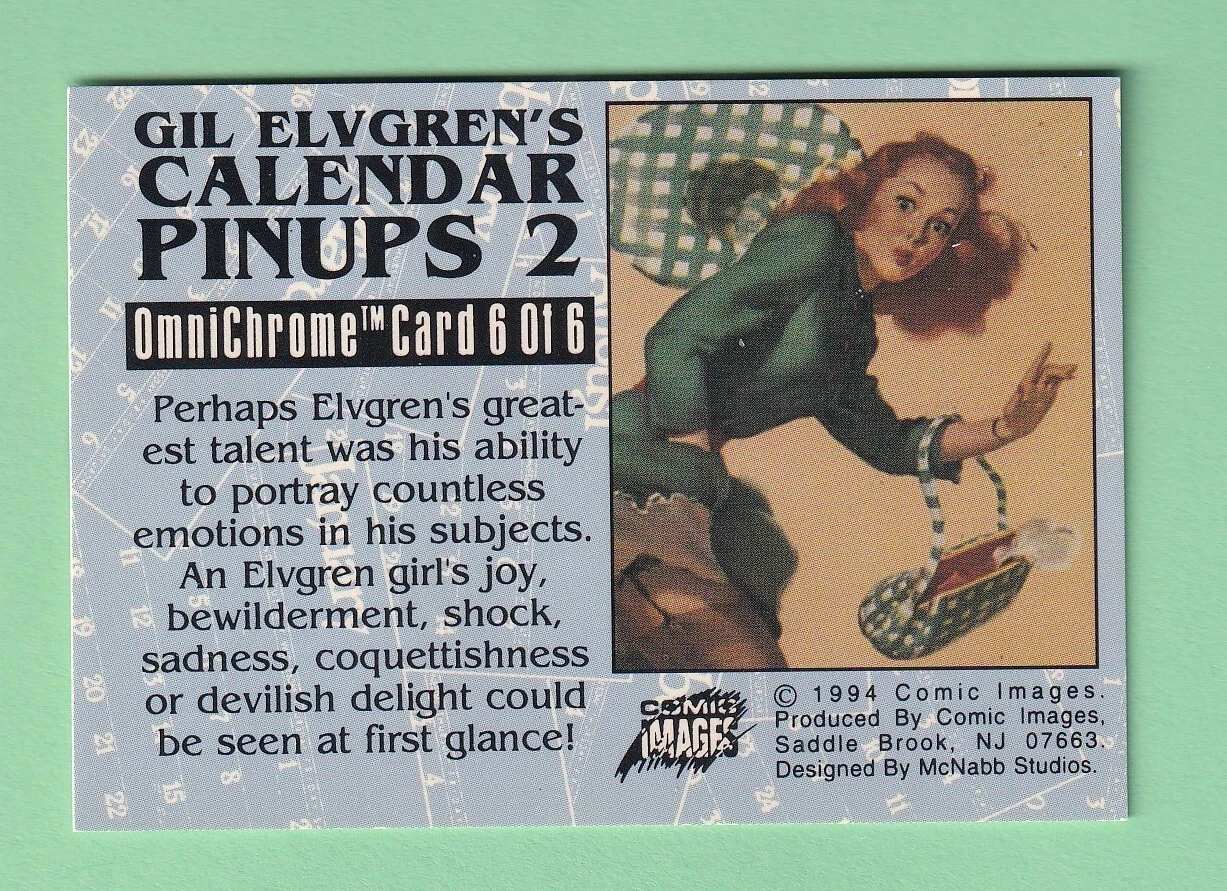 GIL ELVGREN'S
CALENDAR
PINUPS 2
OmniChrome™ Card 6 Of 6
Perhaps Elvgren's great-
est talent was his ability
to portray countless
emotions in his subjects.
An Elvgren girl's joy,
bewilderment, shock,
sadness, coquettishness
or devilish delight could
be seen at first glance!
COMIC
IMAGES
© 1994 Comic Images.
Produced By Comic Images,
Saddle Brook, NJ 07663.
Designed By McNabb Studios.